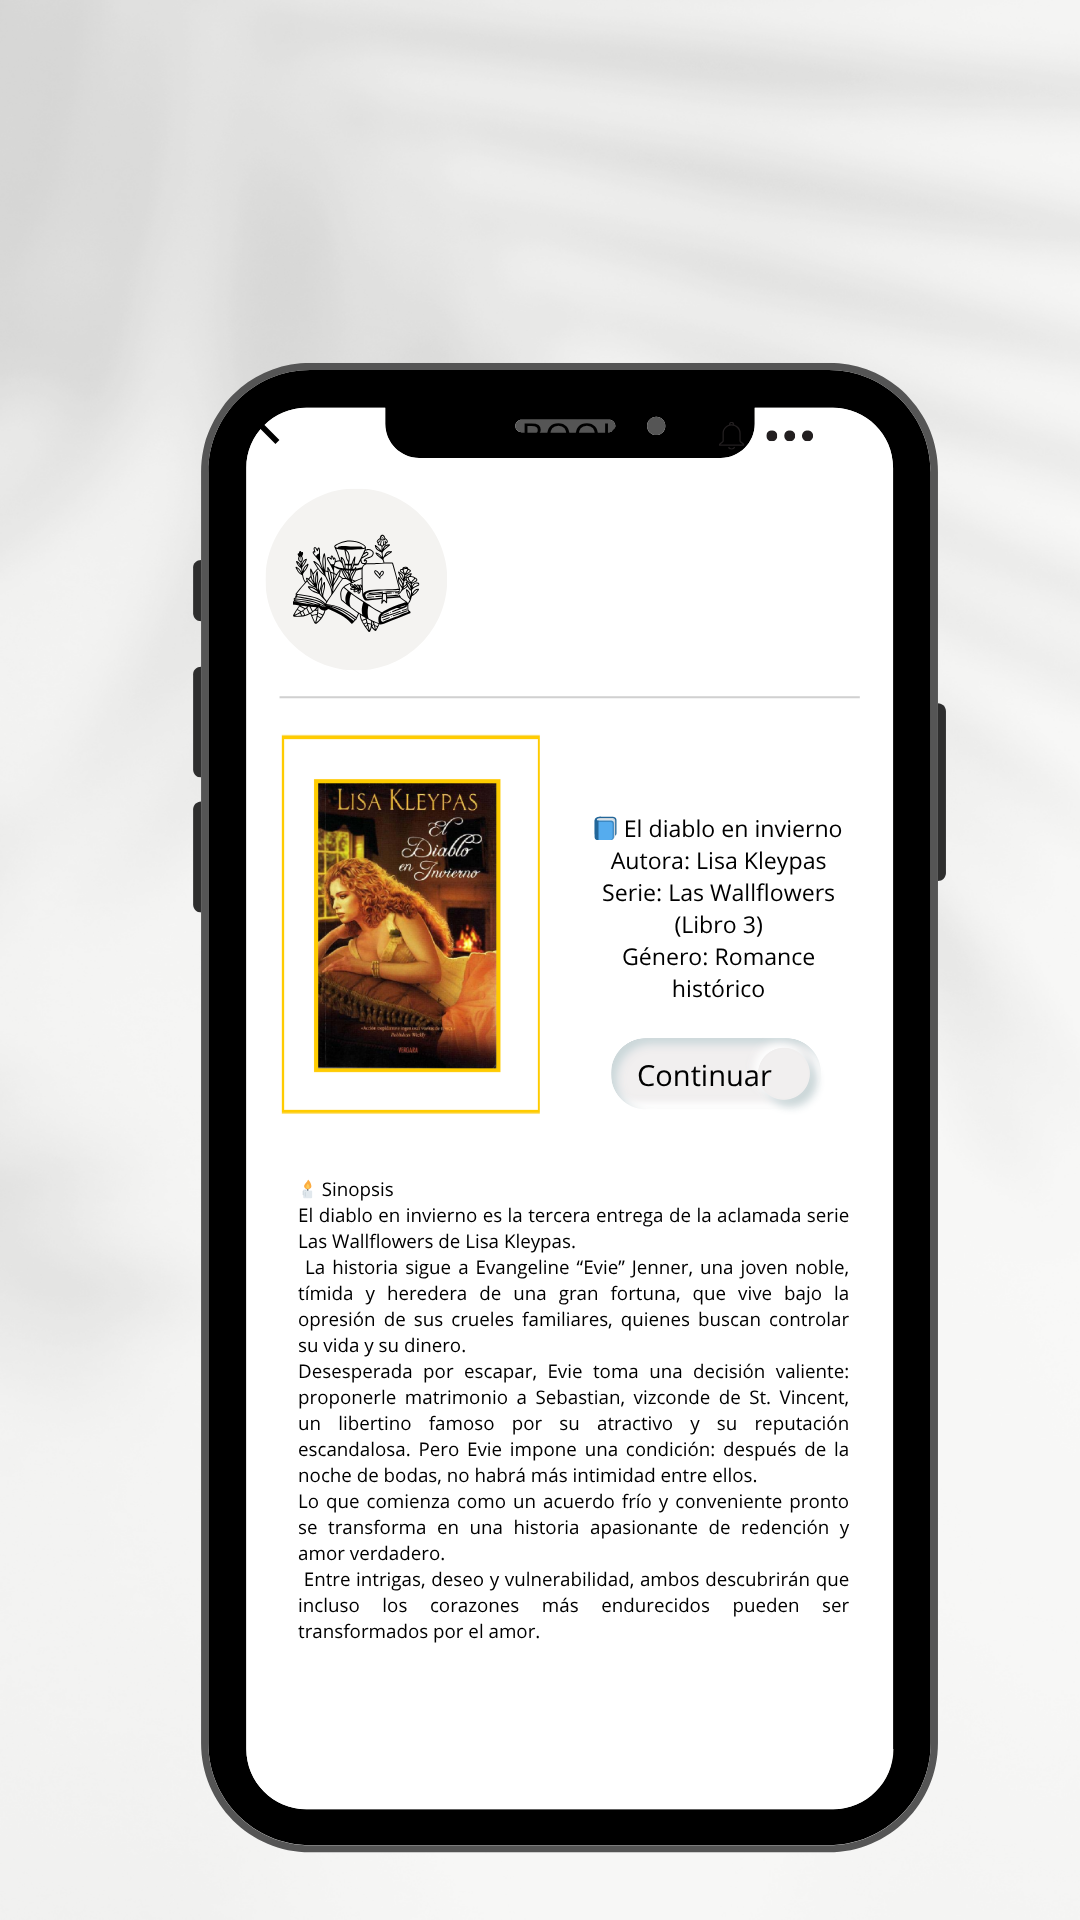 LISA KLEYPAS
El
Diablo
en Invierno
VERGARA
📘 El diablo en invierno
Autora: Lisa Kleypas
Serie: Las Wallflowers
(Libro 3)
Género: Romance
histórico
Continuar
🕯️ Sinopsis
El diablo en invierno es la tercera entrega de la aclamada serie
Las Wallflowers de Lisa Kleypas.
La historia sigue a Evangeline “Evie” Jenner, una joven noble,
tímida y heredera de una gran fortuna, que vive bajo la
opresión de sus crueles familiares, quienes buscan controlar
su vida y su dinero.
Desesperada por escapar, Evie toma una decisión valiente:
proponerle matrimonio a Sebastian, vizconde de St. Vincent,
un libertino famoso por su atractivo y su reputación
escandalosa. Pero Evie impone una condición: después de la
noche de bodas, no habrá más intimidad entre ellos.
Lo que comienza como un acuerdo frío y conveniente pronto
se transforma en una historia apasionante de redención y
amor verdadero.
Entre intrigas, deseo y vulnerabilidad, ambos descubrirán que
incluso los corazones más endurecidos pueden ser
transformados por el amor.